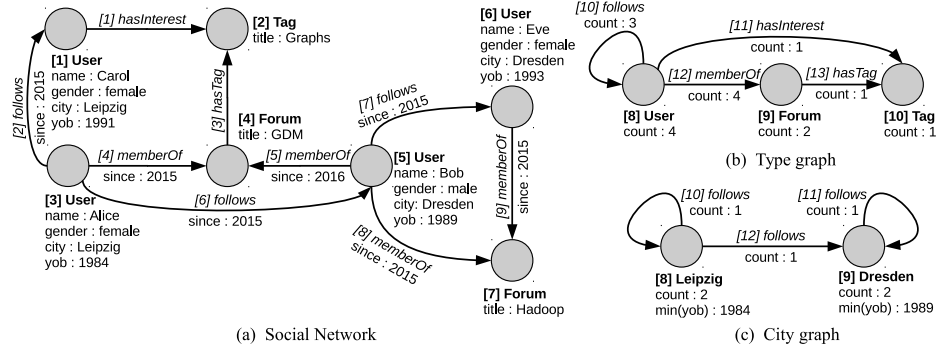 [1] hasInterest
[2] Tag
title : Graphs
[1] User
name : Carol
gender : female
city : Leipzig
yob : 1991
[2] follows
since : 2015
[3] hasTag
[4] Forum
title : GDM
[4] memberOf
since : 2015
[5] memberOf
since : 2016
[3] User
name : Alice
gender : female
city : Leipzig
yob : 1984
[6] follows
since : 2015
[5] User
name : Bob
gender : male
city: Dresden
yob : 1989
[7] follows
since : 2015
[6] User
name : Eve
gender : female
city : Dresden
yob : 1993
[9] memberOf
since : 2015
[8] memberOf
since : 2015
[7] Forum
title : Hadoop
(a) Social Network
[10] follows
count : 3
[11] hasInterest
count : 1
[12] memberOf
count : 4
[13] hasTag
count : 1
[8] User
count : 4
[9] Forum
count : 2
[10] Tag
count : 1
(b) Type graph
[10] follows
count : 1
[11] follows
count : 1
[12] follows
count : 1
[8] Leipzig
count : 2
min(yob) : 1984
[9] Dresden
count : 2
min(yob) : 1989
(c) City graph